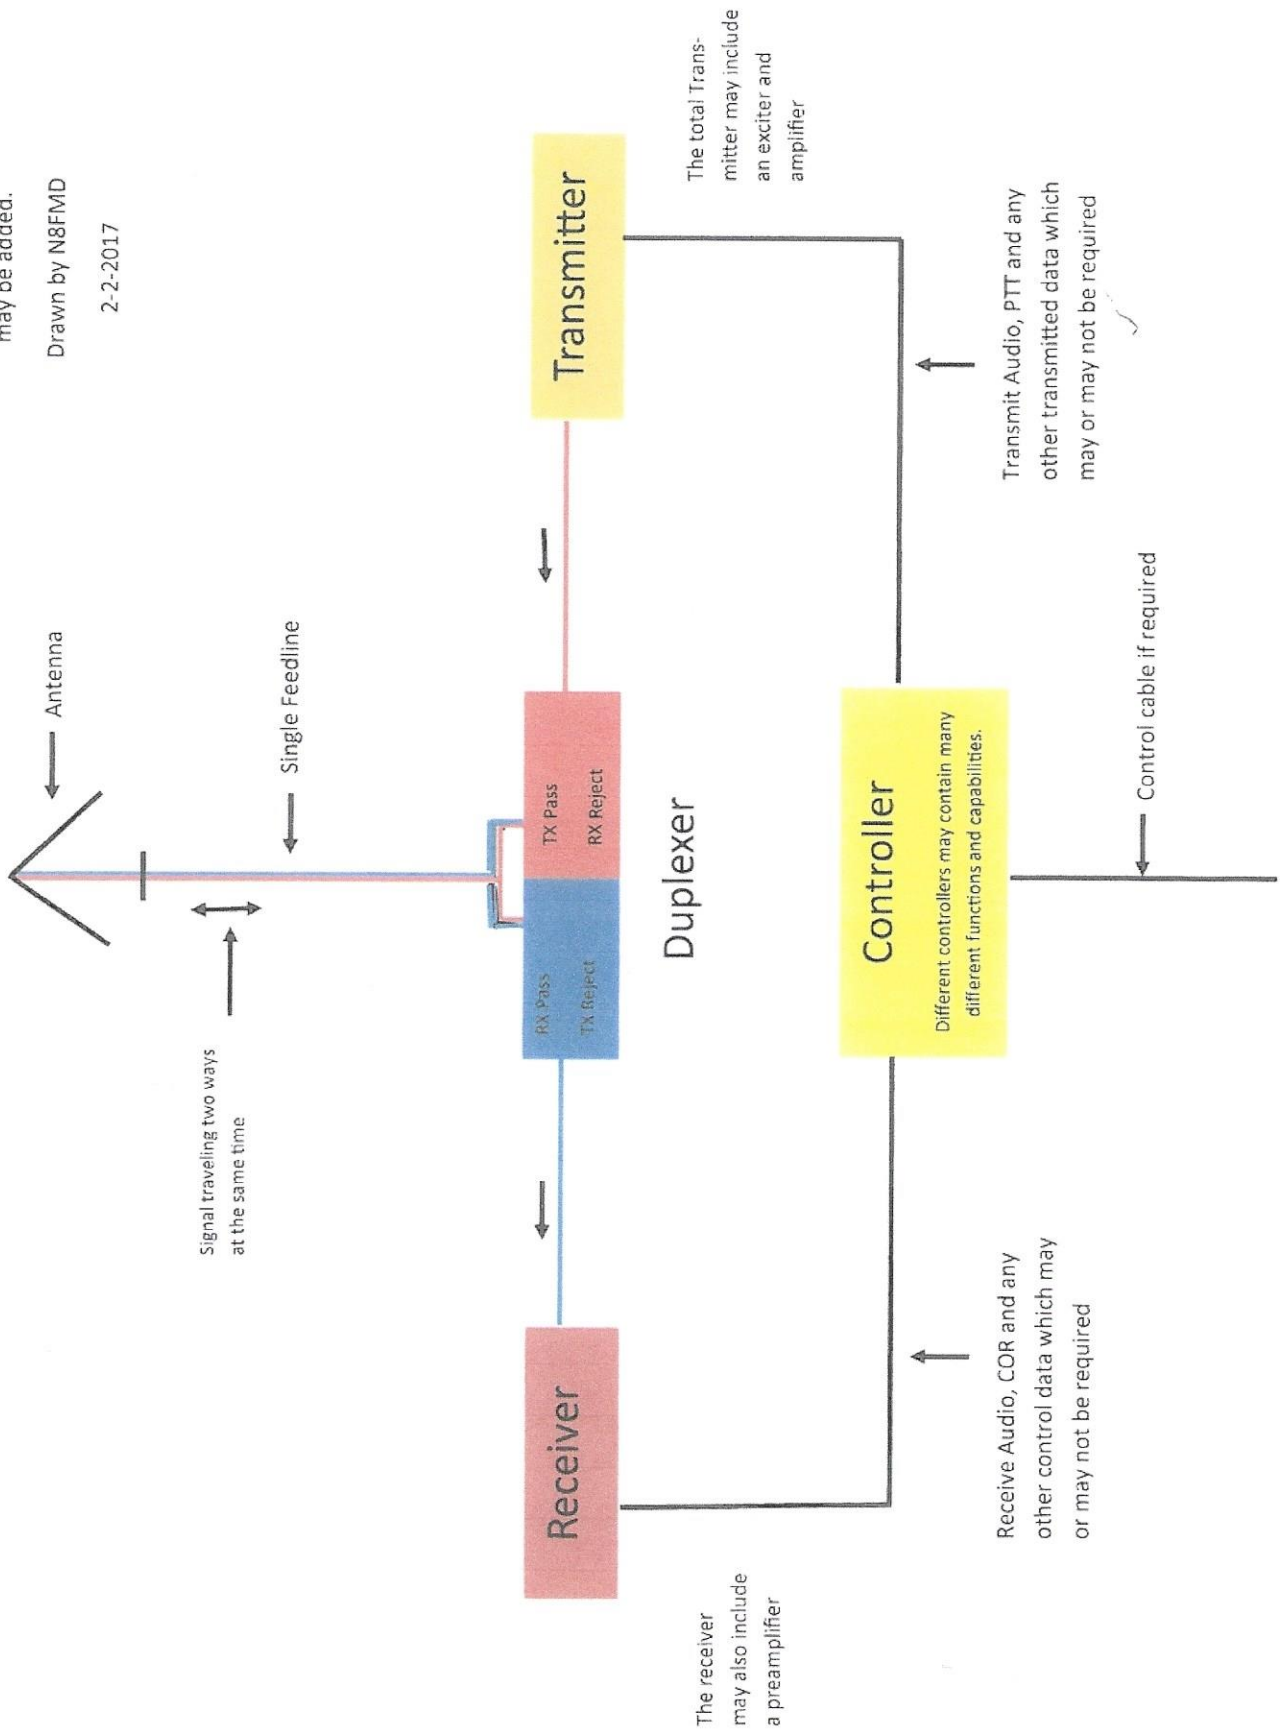 may be added.
Drawn by N8FMD
2-2-2017
Antenna
Signal traveling two ways
at the same time
Single Feedline
Receiver
RX Pass
TX Reject
TX Pass
RX Reject
Transmitter
Duplexer
The receiver
may also include
a preamplifier
The total Trans-
mitter may include
an exciter and
amplifier
Controller
Different controllers may contain many
different functions and capabilities.
Receive Audio, COR and any
other control data which may
or may not be required
Transmit Audio, PTT and any
other transmitted data which
may or may not be required
Control cable if required